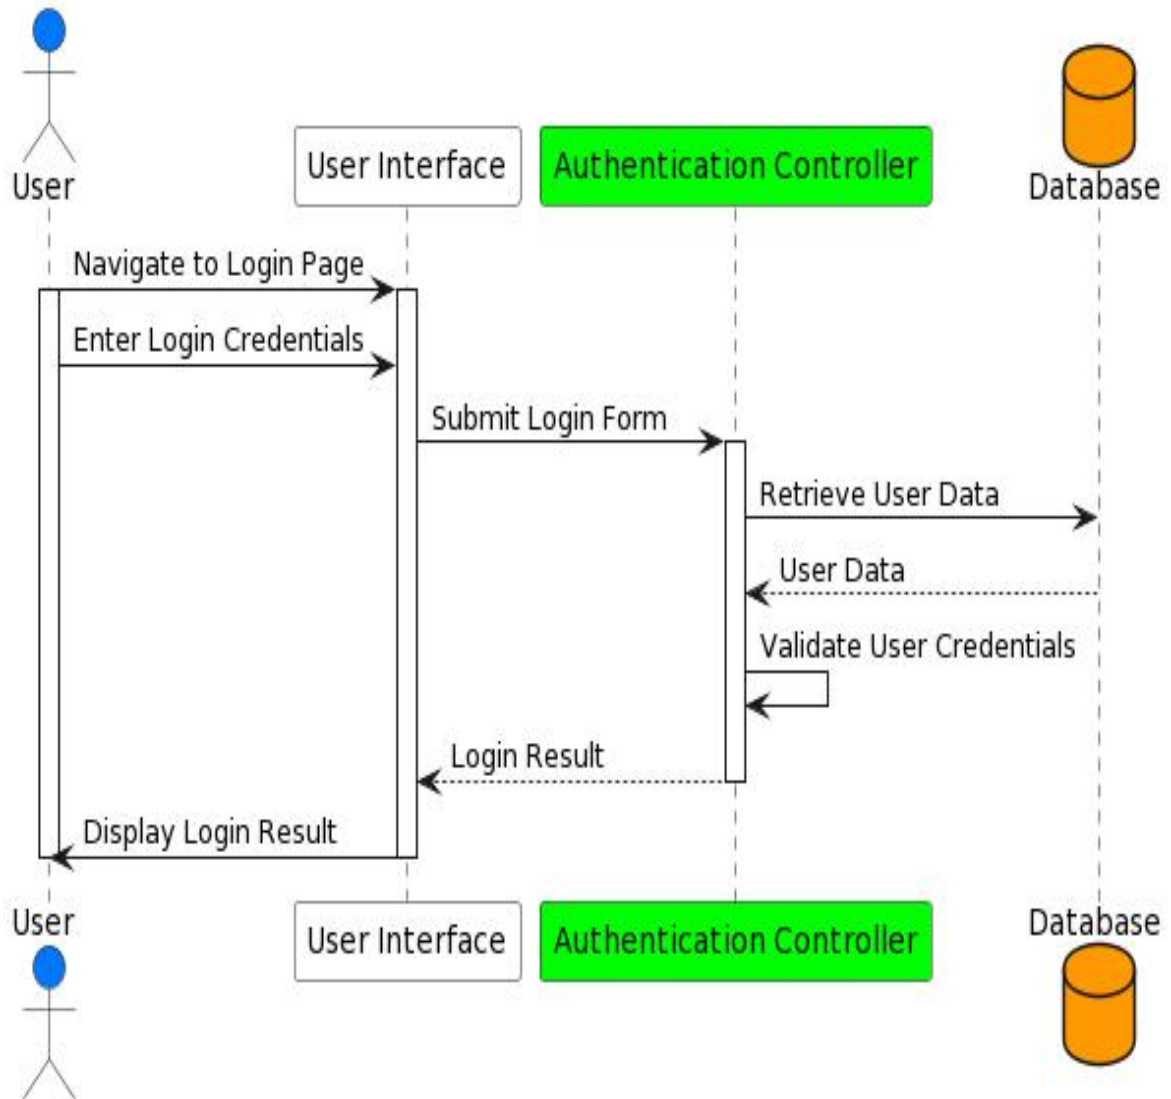 User
User Interface
Authentication Controller
Database
Navigate to Login Page
Enter Login Credentials
Submit Login Form
Retrieve User Data
User Data
Validate User Credentials
Login Result
Display Login Result
User
User Interface
Authentication Controller
Database